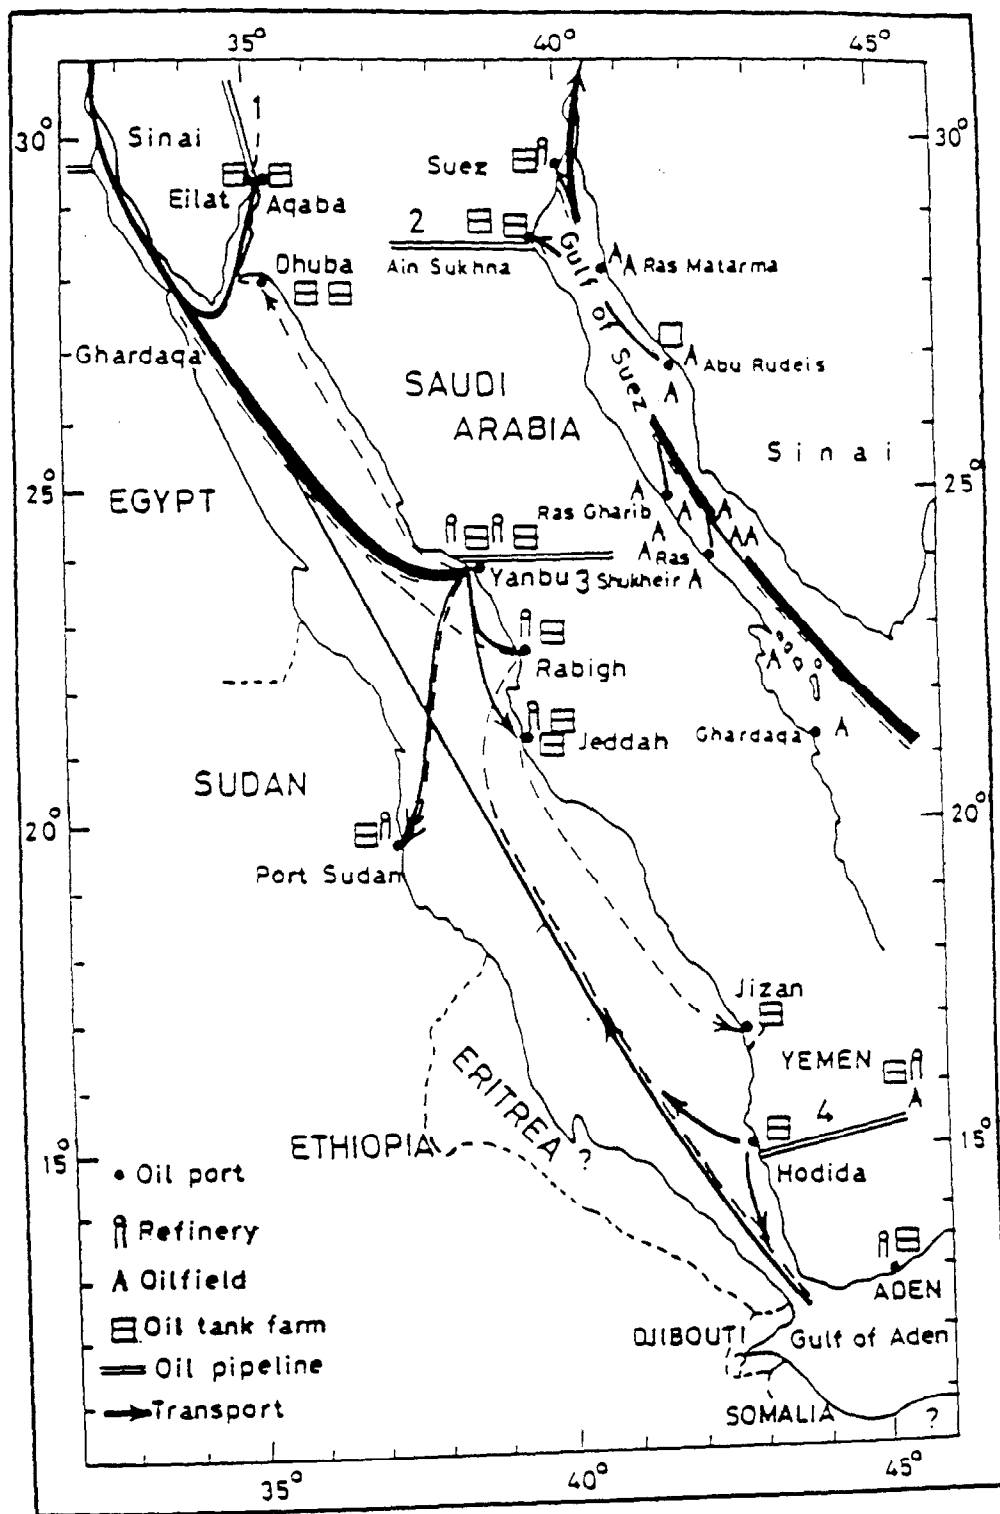 35°
40°
45°
30°
30°
1
Sinai
Eilat
Aqaba
Suez
2
Ain Sukhna
Dhuba
Gulf of Suez
Ras Matarma
Abu Rudeis
Ghardaqa
SAUDI
ARABIA
Sinai
25°
25°
EGYPT
Ras Gharib
Ras
Shukheir
Yanbu
3
Rabigh
Jeddah
Ghardaqa
SUDAN
20°
20°
Port Sudan
Jizan
YEMEN
4
ERITREA ?
ETHIOPIA
15°
15°
Hodida
Oil port
Refinery
Oilfield
Oil tank farm
Oil pipeline
Transport
ADEN
DJIBOUTI
Gulf of Aden
?
SOMALIA
?
35°
40°
45°